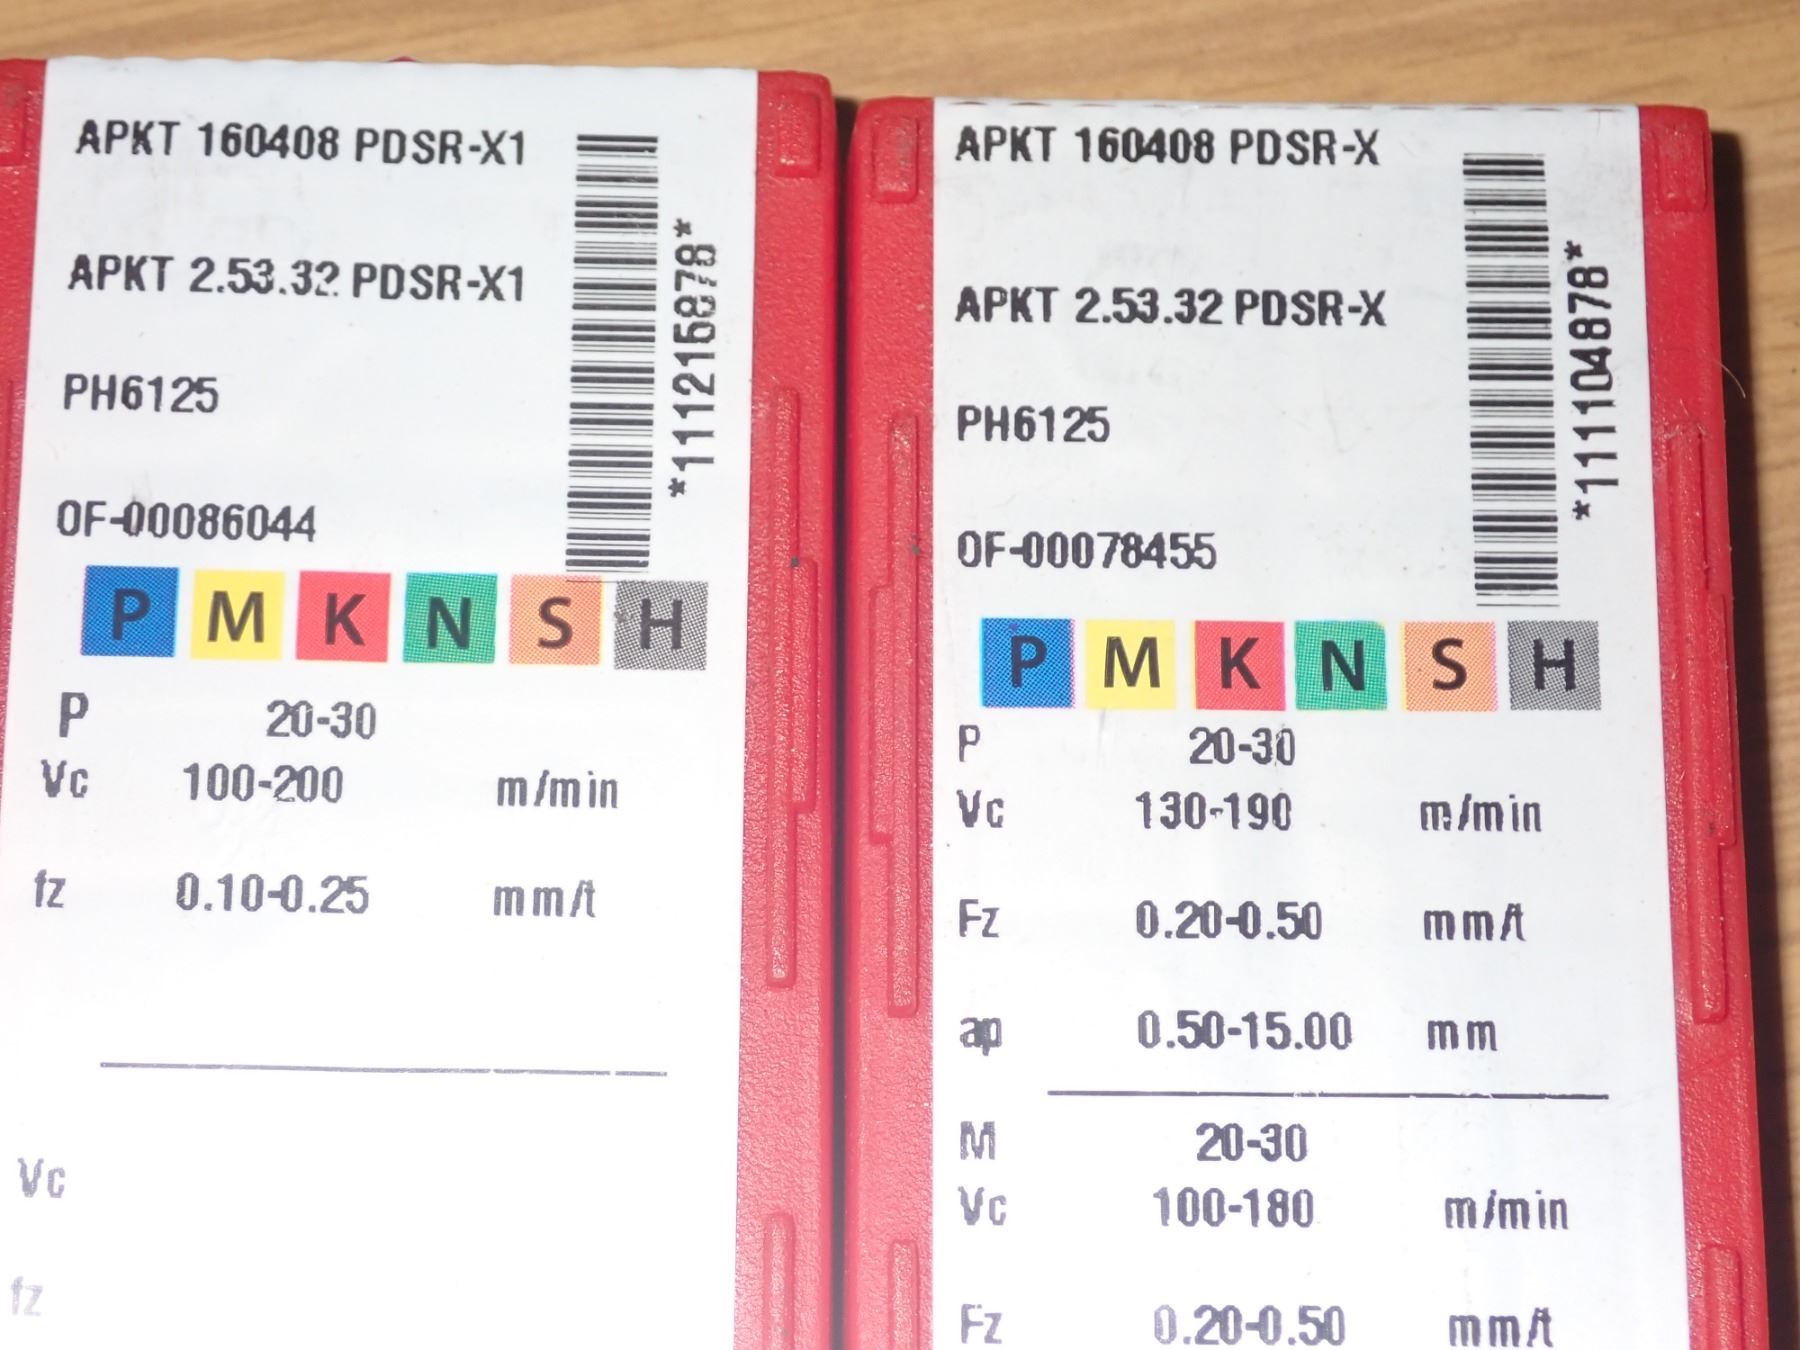 APKT 160408 PDSR-X1
APKT 2.53.32 PDSR-X1
PH6125
OF-00086044
*111215878*
P M K N S H
P 20-30
Vc 100-200 m/min
fz 0.10-0.25 mm/t
Vc
fz
APKT 160408 PDSR-X
APKT 2.53.32 PDSR-X
PH6125
OF-00078455
*11104878*
P M K N S H
P 20-30
Vc 130-190 m/min
Fz 0.20-0.50 mm/t
ap 0.50-15.00 mm
M 20-30
Vc 100-180 m/min
Fz 0.20-0.50 mm/t